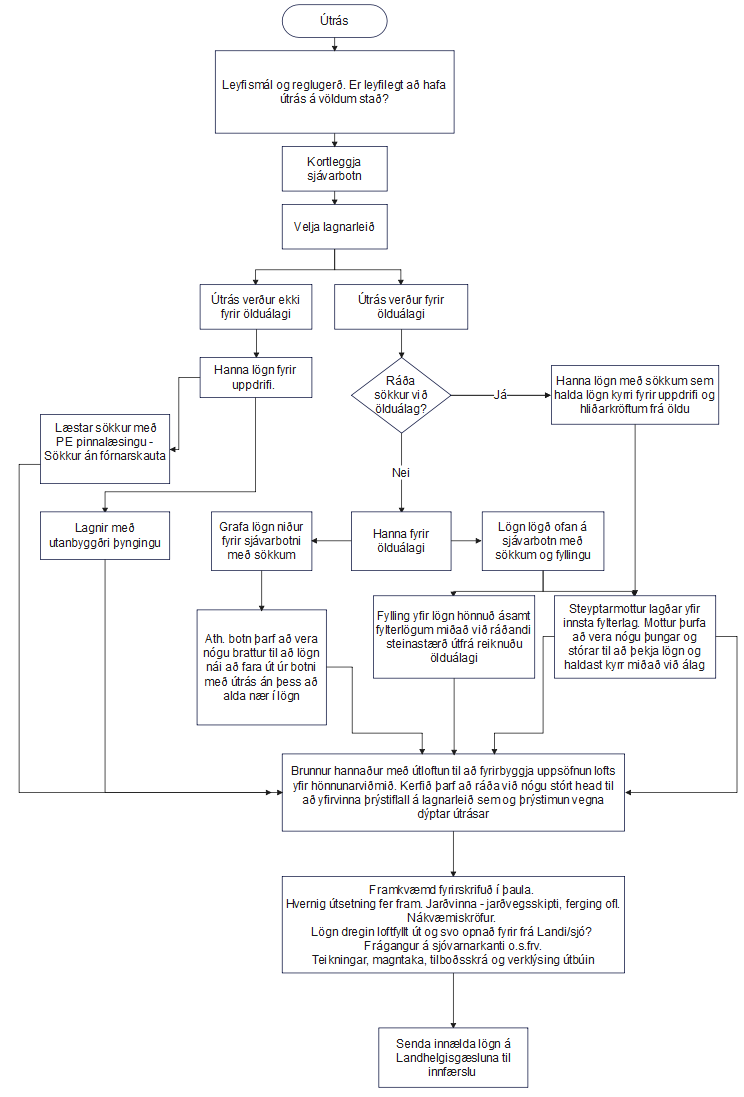 Útrás
Leyfismál og reglugerð. Er leyfilegt að hafa
útrás á völdum stað?
Kortleggja
sjávarbotn
Velja lagnarleið
Útrás verður ekki
fyrir ölduálagi
Útrás verður fyrir
ölduálagi
Hanna lögn fyrir
uppdrifi.
Ráða
sökkur við
ölduálag?
Já
Hanna lögn með sökkum sem
halda lögn kyrri fyrir uppdrifi og
hliðarkröftum frá öldu
Læstar sökkur með
PE pinnalæsingu -
Sökkur án fórnarskauta
Nei
Lagnir með
utanbyggðri þyngingu
Grafa lögn niður
fyrir sjávarbotni
með sökkum
Hanna fyrir
ölduálagi
Lögn lögð ofan á
sjávarbotn með
sökkum og fyllingu
Ath. botn þarf að vera
nógu brattur til að lögn
nái að fara út úr botni
með útrás án þess að
alda nær í lögn
Fylling yfir lögn hönnuð ásamt
fylterlögum miðað við ráðandi
steinastærð útfrá reiknuðu
ölduálagi
Steyptarmottur lagðar yfir
innsta fylterlag. Mottur þurfa
að vera nógu þungar og
stórar til að þekja lögn og
haldast kyrr miðað við álag
Brunnur hannaður með útloftun til að fyrirbyggja uppsöfnun lofts
yfir hönnunarviðmið. Kerfið þarf að ráða við nógu stórt head til
að yfirvinna þrýstiflall á lagnarleið sem og þrýstimun vegna
dýptar útrásar
Framkvæmd fyrirskrifuð í þaula.
Hvernig útsetning fer fram. Jarðvinna - jarðvegsskipti, ferging ofl.
Nákvæmiskröfur.
Lögn dregin loftfyllt út og svo opnað fyrir frá Landi/sjó?
Frágangur á sjóvarnarkanti o.s.frv.
Teikningar, magntaka, tilboðsskrá og verklýsing útbúin
Senda innælda lögn á
Landhelgisgæsluna til
innfærslu